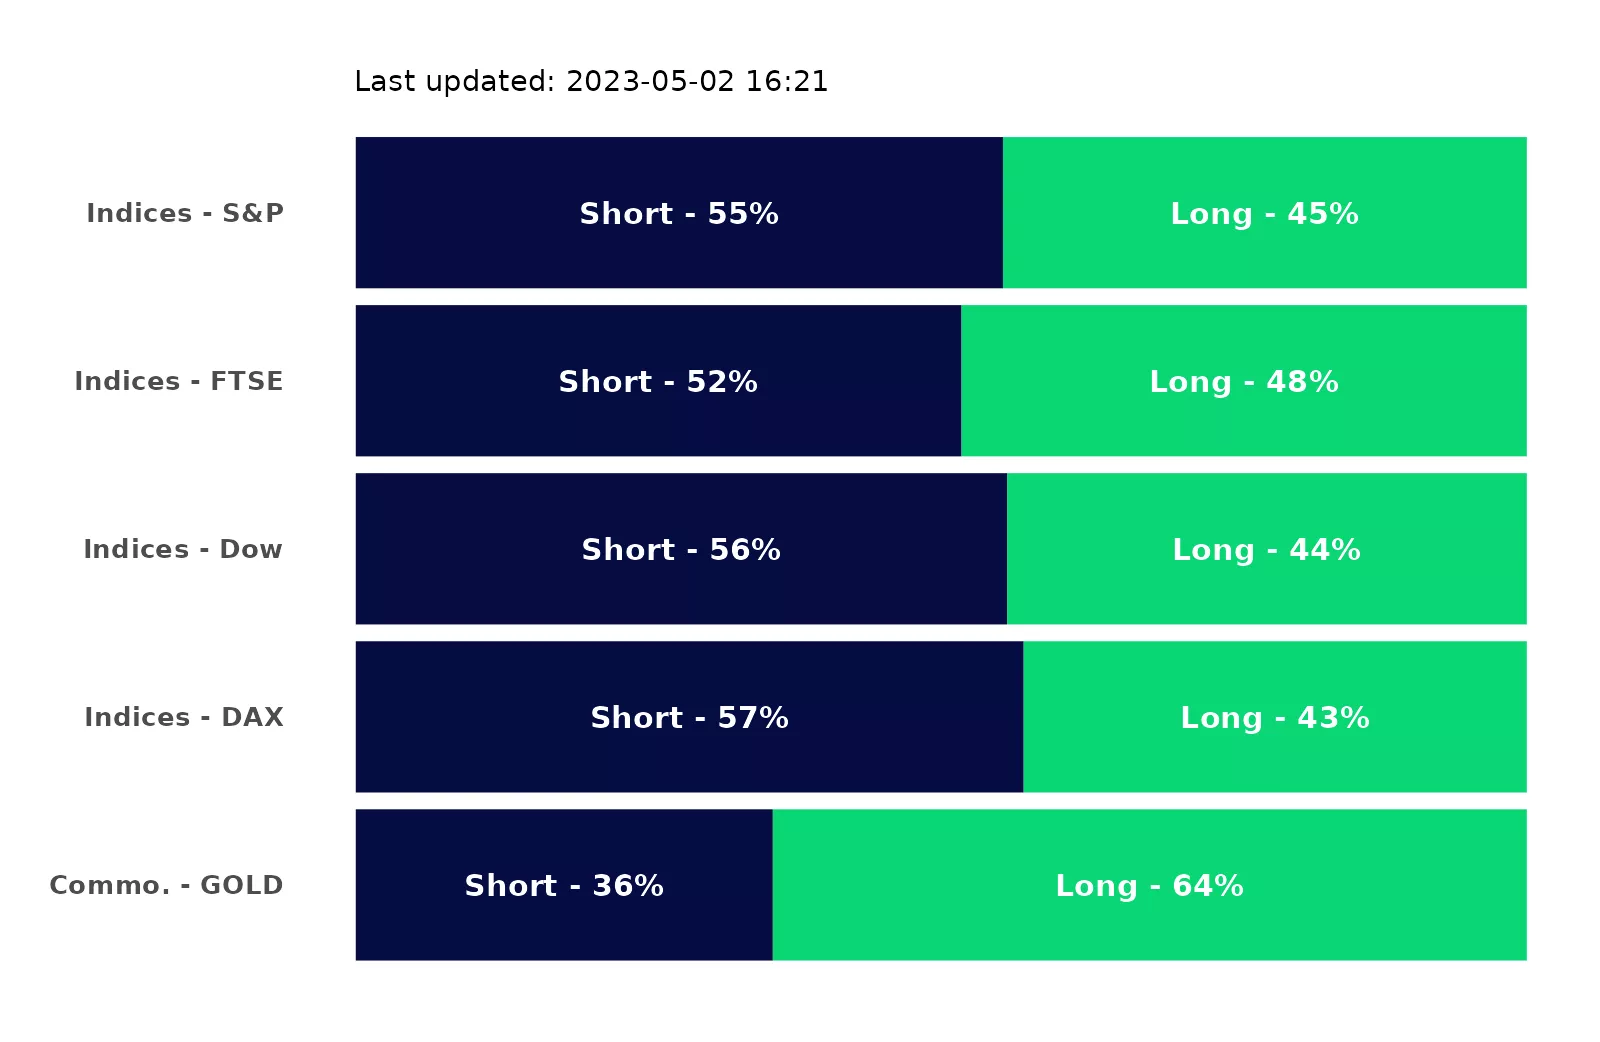 Last updated: 2023-05-02 16:21
Indices - S&P Short - 55% Long - 45%
Indices - FTSE Short - 52% Long - 48%
Indices - Dow Short - 56% Long - 44%
Indices - DAX Short - 57% Long - 43%
Commo. - GOLD Short - 36% Long - 64%